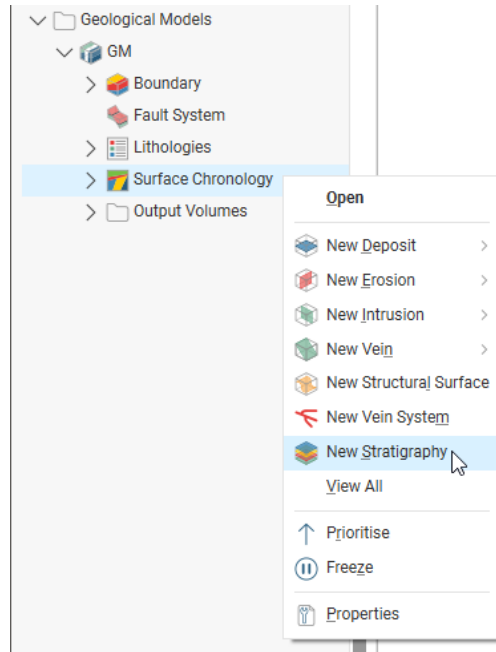 Geological Models
GM
Boundary
Fault System
Lithologies
Surface Chronology
Output Volumes
Open
New Deposit
New Erosion
New Intrusion
New Vein
New Structural Surface
New Vein System
New Stratigraphy
View All
Prioritise
Freeze
Properties